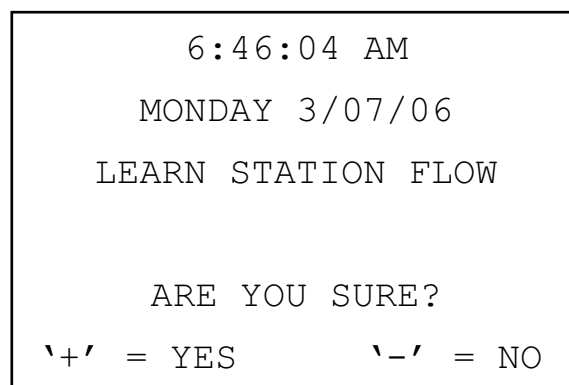 6:46:04 AM
MONDAY 3/07/06
LEARN STATION FLOW
ARE YOU SURE?
‘+’ = YES ‘-’ = NO